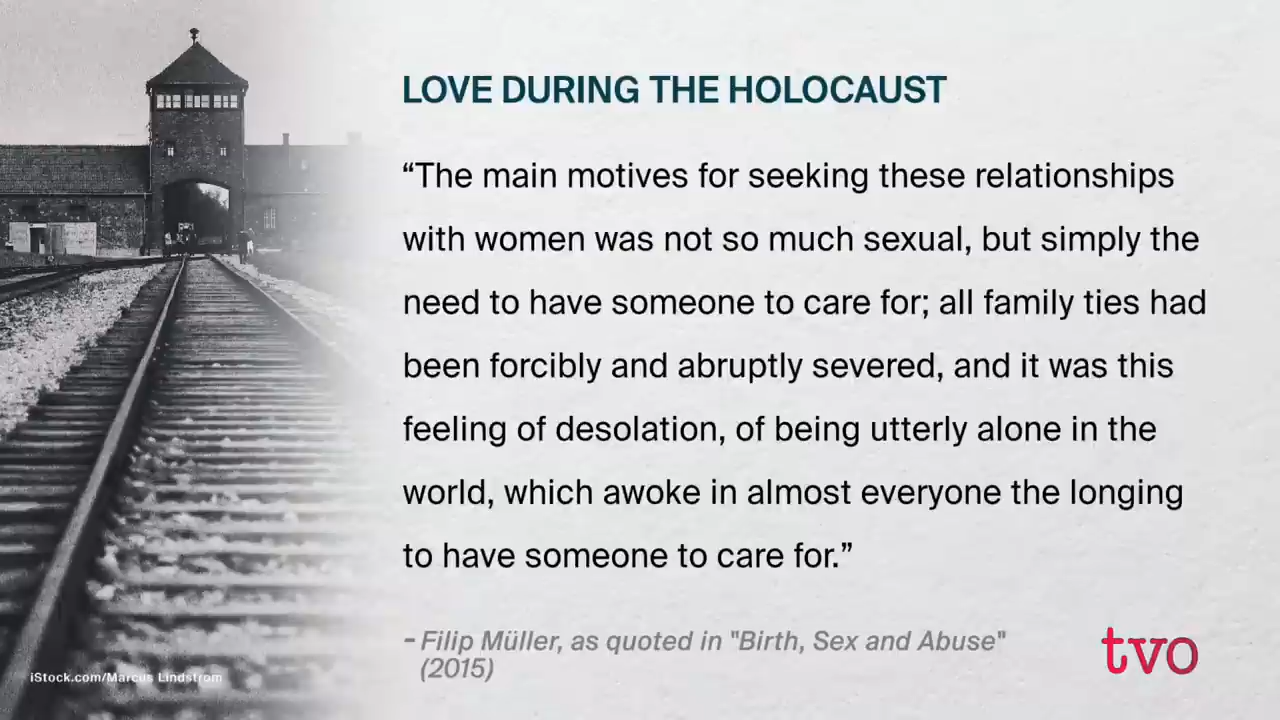 LOVE DURING THE HOLOCAUST
“The main motives for seeking these relationships
with women was not so much sexual, but simply the
need to have someone to care for; all family ties had
been forcibly and abruptly severed, and it was this
feeling of desolation, of being utterly alone in the
world, which awoke in almost everyone the longing
to have someone to care for.”
– Filip Müller, as quoted in "Birth, Sex and Abuse"
(2015)
tvo
iStock.com/Marcus Lindstrom